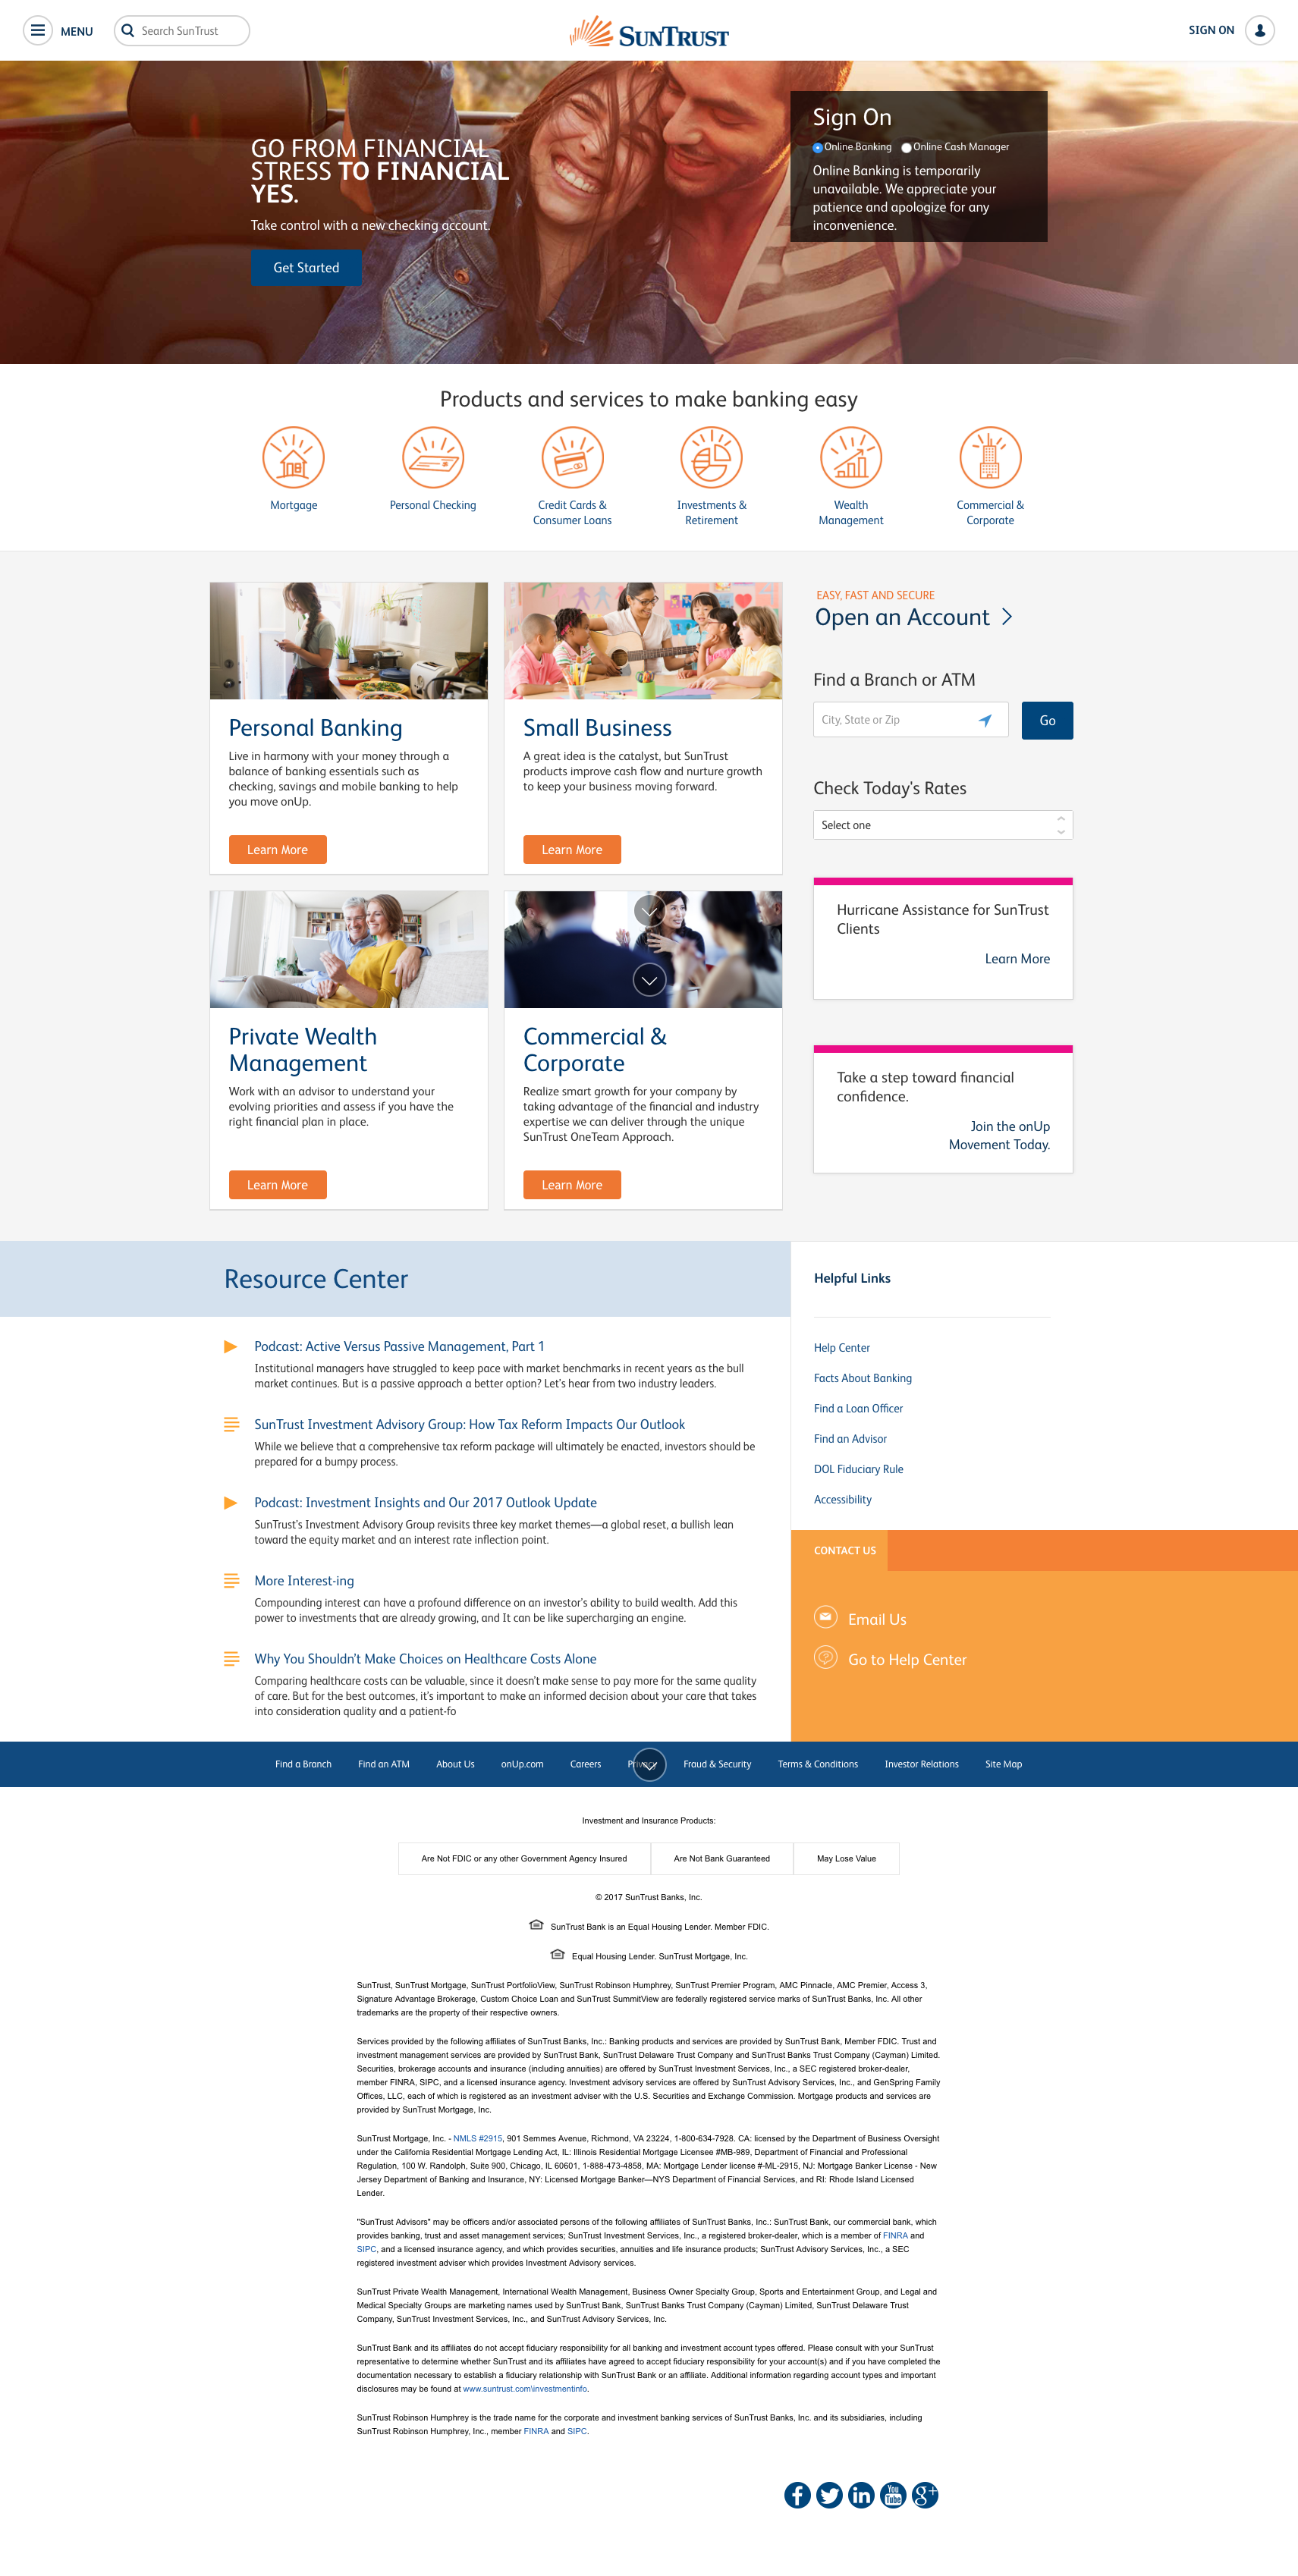 MENU
Search SunTrust
SUNTRUST
SIGN ON
GO FROM FINANCIAL
STRESS TO FINANCIAL
YES.
Take control with a new checking account.
Get Started
Sign On
Online Banking
Online Cash Manager
Online Banking is temporarily
unavailable. We appreciate your
patience and apologize for any
inconvenience.
Products and services to make banking easy
Mortgage
Personal Checking
Credit Cards &
Consumer Loans
Investments &
Retirement
Wealth
Management
Commercial &
Corporate
Personal Banking
Live in harmony with your money through a
balance of banking essentials such as
checking, savings and mobile banking to help
you move onUp.
Learn More
Small Business
A great idea is the catalyst, but SunTrust
products improve cash flow and nurture growth
to keep your business moving forward.
Learn More
Private Wealth
Management
Work with an advisor to understand your
evolving priorities and assess if you have the
right financial plan in place.
Learn More
Commercial &
Corporate
Realize smart growth for your company by
taking advantage of the financial and industry
expertise we can deliver through the unique
SunTrust OneTeam Approach.
Learn More
EASY, FAST AND SECURE
Open an Account
Find a Branch or ATM
City, State or Zip
Go
Check Today's Rates
Select one
Hurricane Assistance for SunTrust
Clients
Learn More
Take a step toward financial
confidence.
Join the onUp
Movement Today.
Resource Center
Podcast: Active Versus Passive Management, Part 1
Institutional managers have struggled to keep pace with market benchmarks in recent years as the bull
market continues. But is a passive approach a better option? Let's hear from two industry leaders.
SunTrust Investment Advisory Group: How Tax Reform Impacts Our Outlook
While we believe that a comprehensive tax reform package will ultimately be enacted, investors should be
prepared for a bumpy process.
Podcast: Investment Insights and Our 2017 Outlook Update
SunTrust's Investment Advisory Group revisits three key market themes—a global reset, a bullish lean
toward the equity market and an interest rate inflection point.
More Interest-ing
Compounding interest can have a profound difference on an investor's ability to build wealth. Add this
power to investments that are already growing, and It can be like supercharging an engine.
Why You Shouldn't Make Choices on Healthcare Costs Alone
Comparing healthcare costs can be valuable, since it doesn't make sense to pay more for the same quality
of care. But for the best outcomes, it's important to make an informed decision about your care that takes
into consideration quality and a patient-fo
Helpful Links
Help Center
Facts About Banking
Find a Loan Officer
Find an Advisor
DOL Fiduciary Rule
Accessibility
CONTACT US
Email Us
Go to Help Center
Find a Branch
Find an ATM
About Us
onUp.com
Careers
Privacy
Fraud & Security
Terms & Conditions
Investor Relations
Site Map
Investment and Insurance Products:
Are Not FDIC or any other Government Agency Insured
Are Not Bank Guaranteed
May Lose Value
© 2017 SunTrust Banks, Inc.
SunTrust Bank is an Equal Housing Lender. Member FDIC.
Equal Housing Lender. SunTrust Mortgage, Inc.
SunTrust, SunTrust Mortgage, SunTrust PortfolioView, SunTrust Robinson Humphrey, SunTrust Premier Program, AMC Pinnacle, AMC Premier, Access 3,
Signature Advantage Brokerage, Custom Choice Loan and SunTrust SummitView are federally registered service marks of SunTrust Banks, Inc. All other
trademarks are the property of their respective owners.
Services provided by the following affiliates of SunTrust Banks, Inc.: Banking products and services are provided by SunTrust Bank, Member FDIC. Trust and
investment management services are provided by SunTrust Bank, SunTrust Delaware Trust Company and SunTrust Banks Trust Company (Cayman) Limited.
Securities, brokerage accounts and insurance (including annuities) are offered by SunTrust Investment Services, Inc., a SEC registered broker-dealer,
member FINRA, SIPC, and a licensed insurance agency. Investment advisory services are offered by SunTrust Advisory Services, Inc., and GenSpring Family
Offices, LLC, each of which is registered as an investment adviser with the U.S. Securities and Exchange Commission. Mortgage products and services are
provided by SunTrust Mortgage, Inc.
SunTrust Mortgage, Inc. - NMLS #2915, 901 Semmes Avenue, Richmond, VA 23224, 1-800-634-7928. CA: licensed by the Department of Business Oversight
under the California Residential Mortgage Lending Act, IL: Illinois Residential Mortgage Licensee #MB-989, Department of Financial and Professional
Regulation, 100 W. Randolph, Suite 900, Chicago, IL 60601, 1-888-473-4858, MA: Mortgage Lender license #-ML-2915, NJ: Mortgage Banker License - New
Jersey Department of Banking and Insurance, NY: Licensed Mortgage Banker—NYS Department of Financial Services, and RI: Rhode Island Licensed
Lender.
"SunTrust Advisors" may be officers and/or associated persons of the following affiliates of SunTrust Banks, Inc.: SunTrust Bank, our commercial bank, which
provides banking, trust and asset management services; SunTrust Investment Services, Inc., a registered broker-dealer, which is a member of FINRA and
SIPC, and a licensed insurance agency, and which provides securities, annuities and life insurance products; SunTrust Advisory Services, Inc., a SEC
registered investment adviser which provides Investment Advisory services.
SunTrust Private Wealth Management, International Wealth Management, Business Owner Specialty Group, Sports and Entertainment Group, and Legal and
Medical Specialty Groups are marketing names used by SunTrust Bank, SunTrust Banks Trust Company (Cayman) Limited, SunTrust Delaware Trust
Company, SunTrust Investment Services, Inc., and SunTrust Advisory Services, Inc.
SunTrust Bank and its affiliates do not accept fiduciary responsibility for all banking and investment account types offered. Please consult with your SunTrust
representative to determine whether SunTrust and its affiliates have agreed to accept fiduciary responsibility for your account(s) and if you have completed the
documentation necessary to establish a fiduciary relationship with SunTrust Bank or an affiliate. Additional information regarding account types and important
disclosures may be found at www.suntrust.com\investmentinfo.
SunTrust Robinson Humphrey is the trade name for the corporate and investment banking services of SunTrust Banks, Inc. and its subsidiaries, including
SunTrust Robinson Humphrey, Inc., member FINRA and SIPC.
You Tube